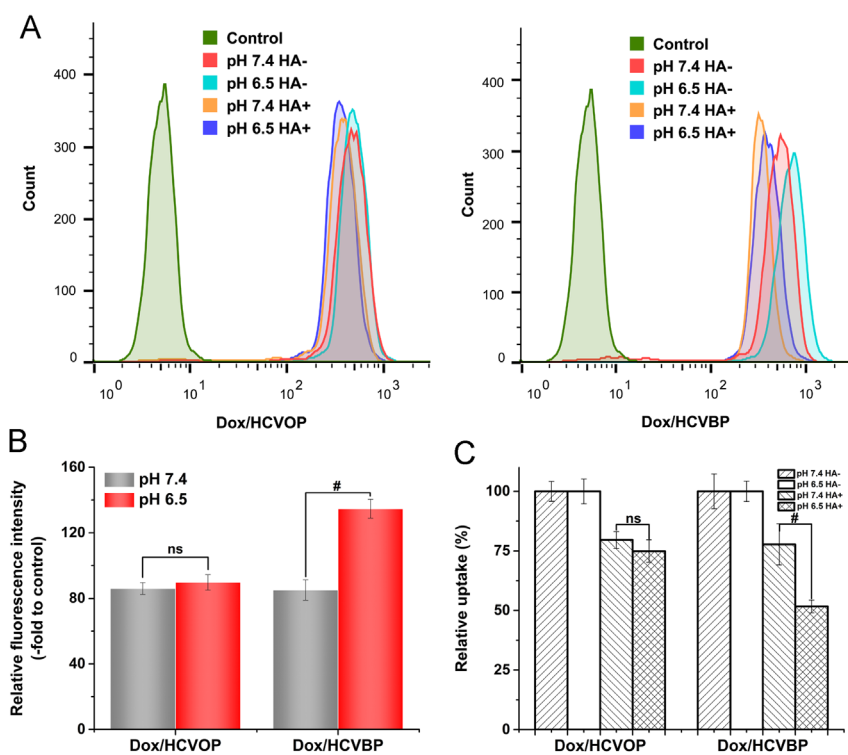 A
Control
pH 7.4 HA-
pH 6.5 HA-
pH 7.4 HA+
pH 6.5 HA+
400
300
200
100
0
Count
10^0 10^1 10^2 10^3
Dox/HCVOP
Control
pH 7.4 HA-
pH 6.5 HA-
pH 7.4 HA+
pH 6.5 HA+
400
300
200
100
0
Count
10^0 10^1 10^2 10^3
Dox/HCVBP
B
pH 7.4
pH 6.5
160
120
80
40
0
Relative fluorescence intensity
(-fold to control)
ns
#
Dox/HCVOP Dox/HCVBP
C
pH 7.4 HA-
pH 6.5 HA-
pH 7.4 HA+
pH 6.5 HA+
100
75
50
25
0
Relative uptake (%)
ns
#
Dox/HCVOP Dox/HCVBP